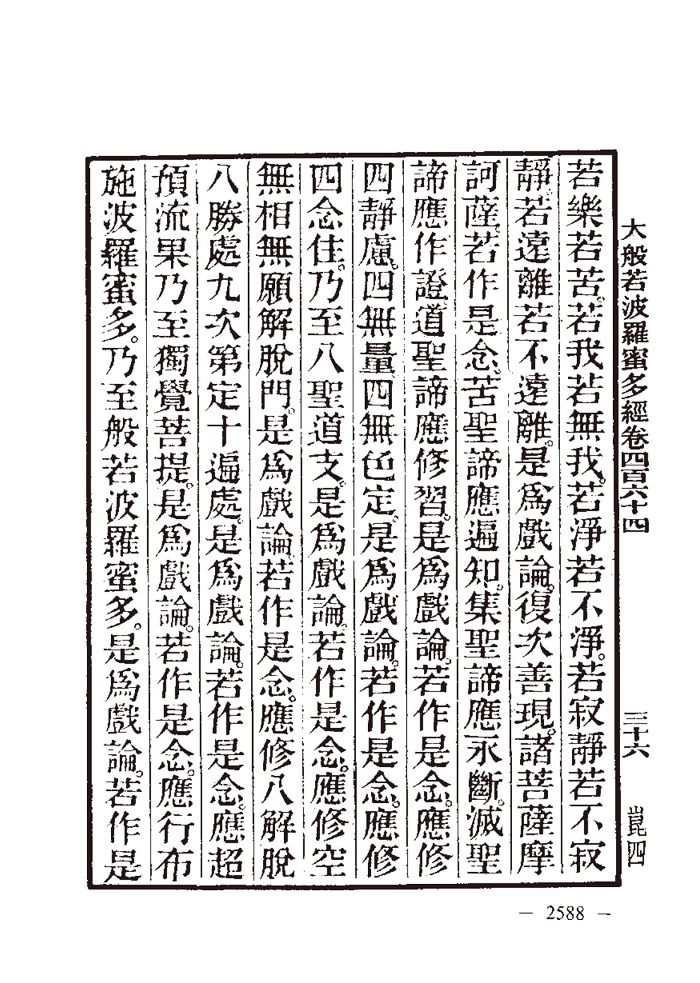 大般若波羅蜜多經卷四百六十四 三十六 崑四
若樂若苦。若我若無我。若淨若不淨。若寂靜若不寂
靜。若遠離若不遠離。是爲戲論。復次善現。諸菩薩摩
訶薩。若作是念。苦聖諦應遍知。集聖諦應永斷。滅聖
諦應作證。道聖諦應修習。是爲戲論。若作是念。應修
四靜慮。四無量。四無色定。是爲戲論。若作是念。應修
四念住。乃至八聖道支。是爲戲論。若作是念。應修空
無相無願解脫門。是爲戲論。若作是念。應修八解脫
八勝處九次第定十遍處。是爲戲論。若作是念。應超
預流果乃至獨覺菩提。是爲戲論。若作是念。應行布
施波羅蜜多。乃至般若波羅蜜多。是爲戲論。若作是
— 2588 —